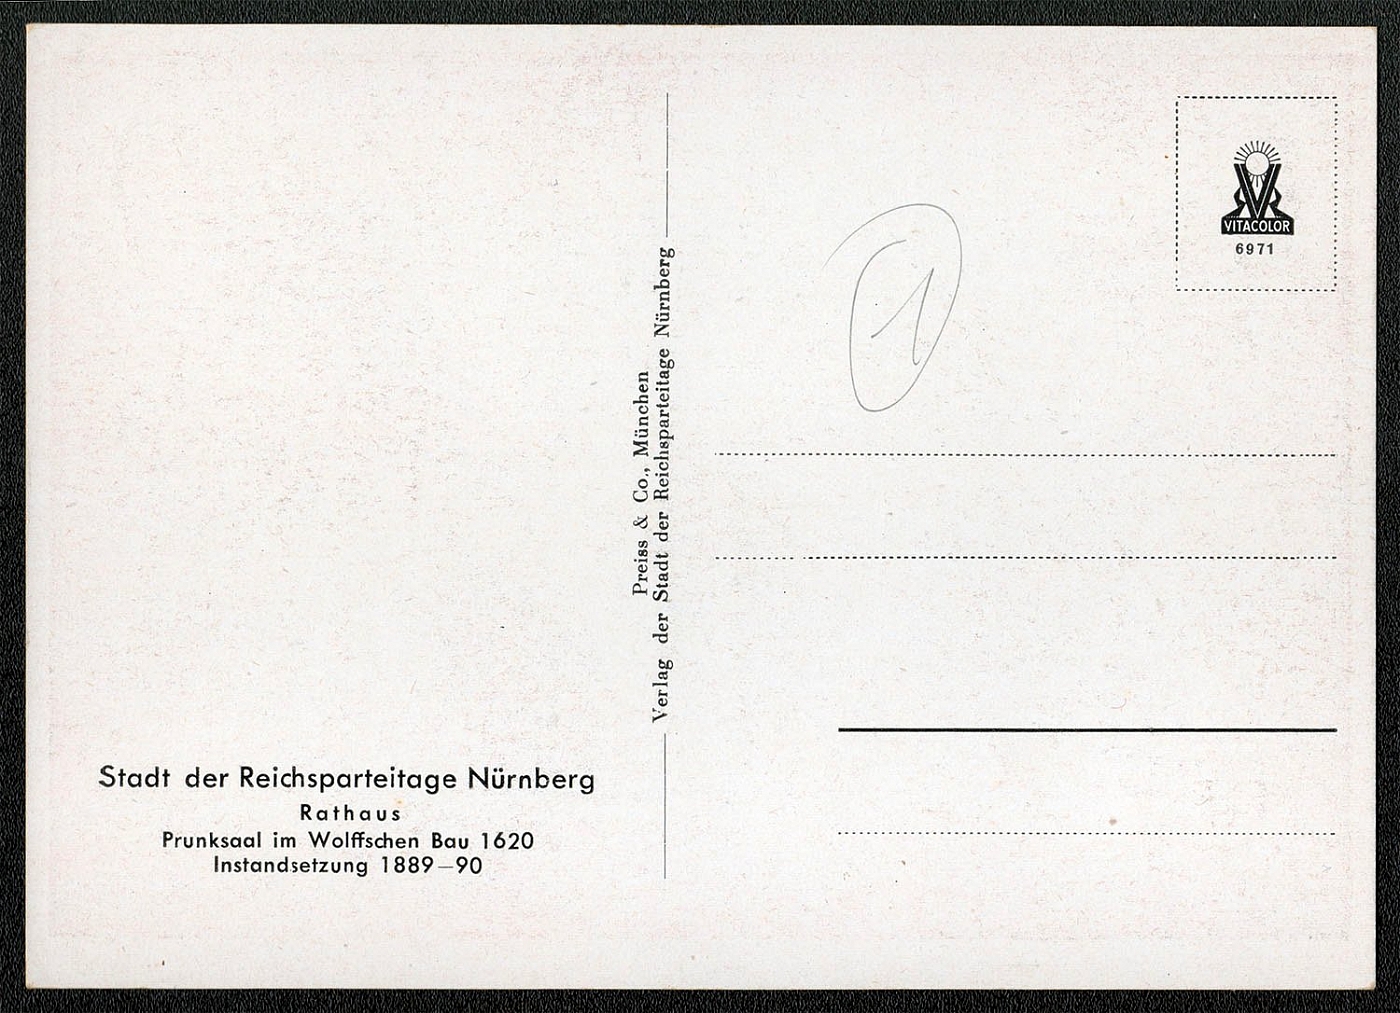 Stadt der Reichsparteitage Nürnberg
Rathaus
Prunksaal im Wolffschen Bau 1620
Instandsetzung 1889–90
Preiss & Co., München
Verlag der Stadt der Reichsparteitage Nürnberg
1
VITACOLOR
6971